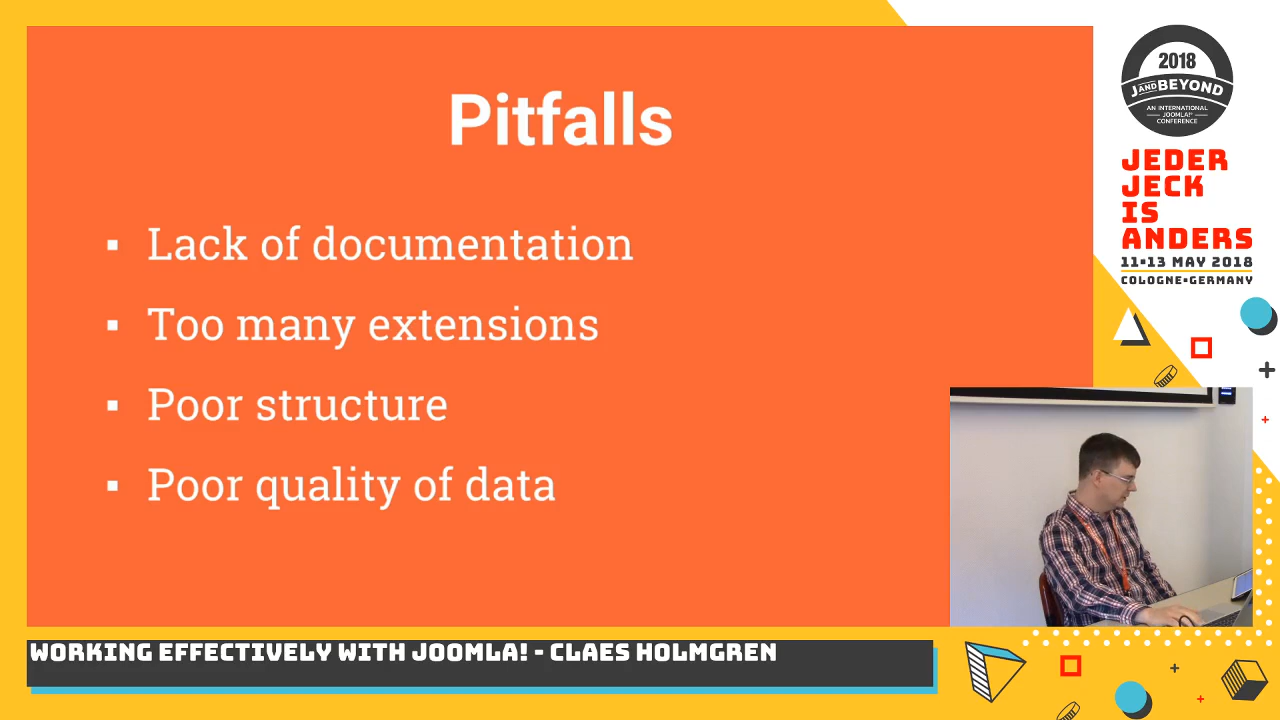 Pitfalls
▪ Lack of documentation
▪ Too many extensions
▪ Poor structure
▪ Poor quality of data
2018
J AND BEYOND
AN INTERNATIONAL
JOOMLA!®
CONFERENCE
JEDER
JECK
IS
ANDERS
11▪13 MAY 2018
COLOGNE▪GERMANY
WORKING EFFECTIVELY WITH JOOMLA! - CLAES HOLMGREN